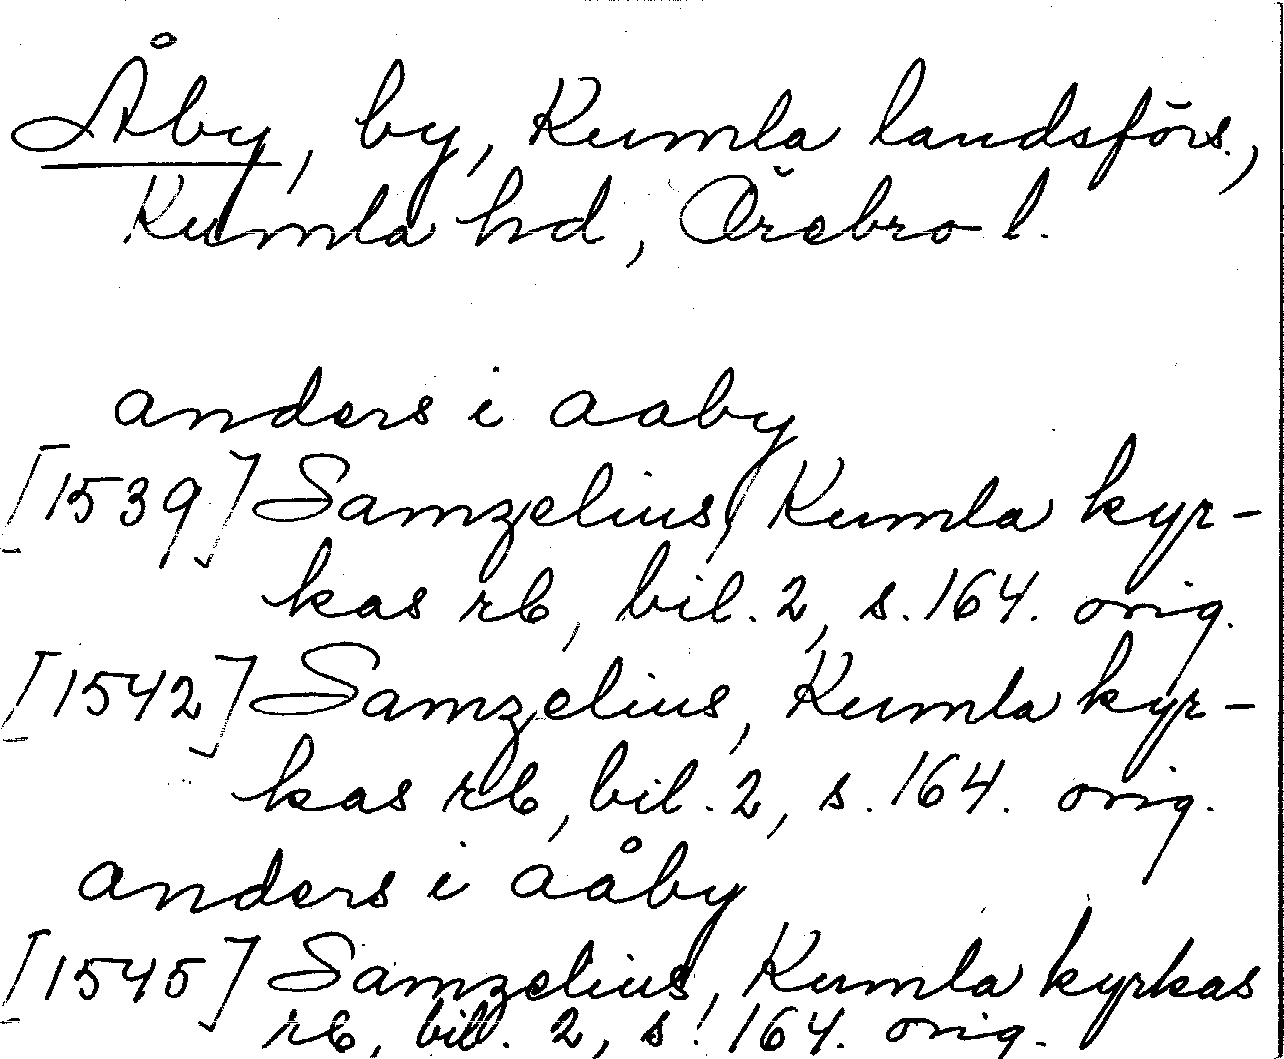 Åby, by, Kumla landsförs.,
Kumla hd, Örebro l.
anders i aaby
[1539] Samzelius, Kumla kyr-
kas rb, bil. 2, s. 164. orig.
[1542] Samzelius, Kumla kyr-
kas rb, bil. 2, s. 164. orig.
anders i aåby
[1545] Samzelius, Kumla kyrkas
rb, bil. 2, s. 164. orig.